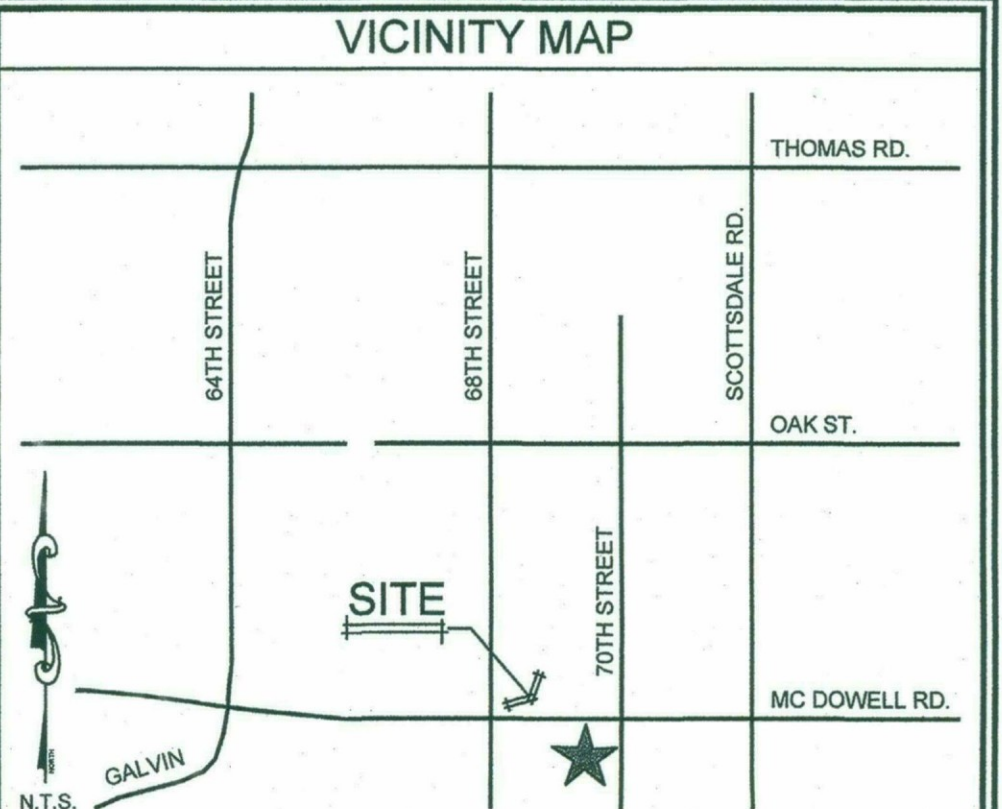 VICINITY MAP
THOMAS RD.
64TH STREET
68TH STREET
SCOTTSDALE RD.
OAK ST.
70TH STREET
SITE
MC DOWELL RD.
GALVIN
NORTH
N.T.S.